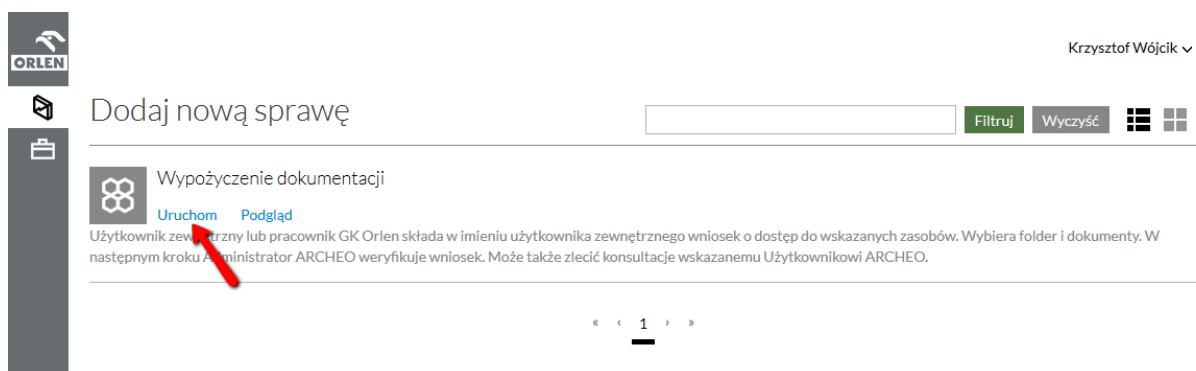 ORLEN
Krzysztof Wójcik
Dodaj nową sprawę
Filtruj Wyczyść
Wypożyczenie dokumentacji
Uruchom Podgląd
Użytkownik lub pracownik GK Orlen składa w imieniu użytkownika zewnętrznego wniosek o dostęp do wskazanych zasobów. Wybiera folder i dokumenty. W
następnym kroku Administrator ARCHEO weryfikuje wniosek. Może także zlecić konsultacje wskazanemu Użytkownikowi ARCHEO.
« ‹ 1 › »